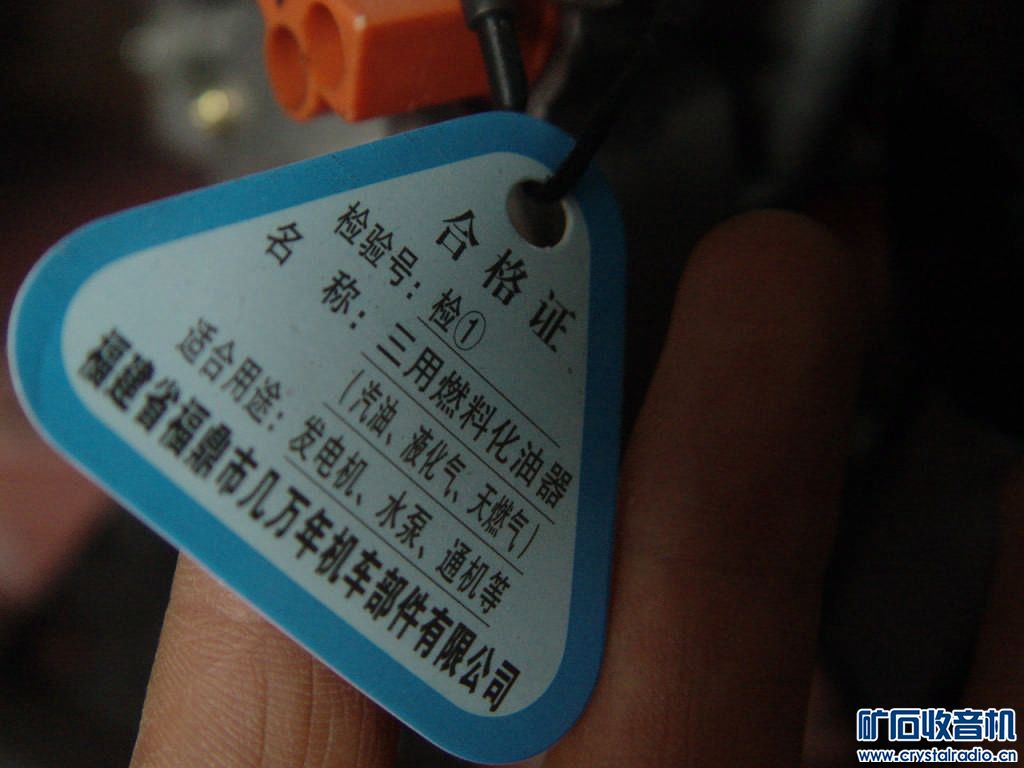 合格证
检验号：检①
名称：三用燃料化油器
（汽油、液化气、天燃气）
适合用途：发电机、水泵、通机等
福建省福鼎市几万年机车部件有限公司
矿石收音机
www.crystalradio.cn